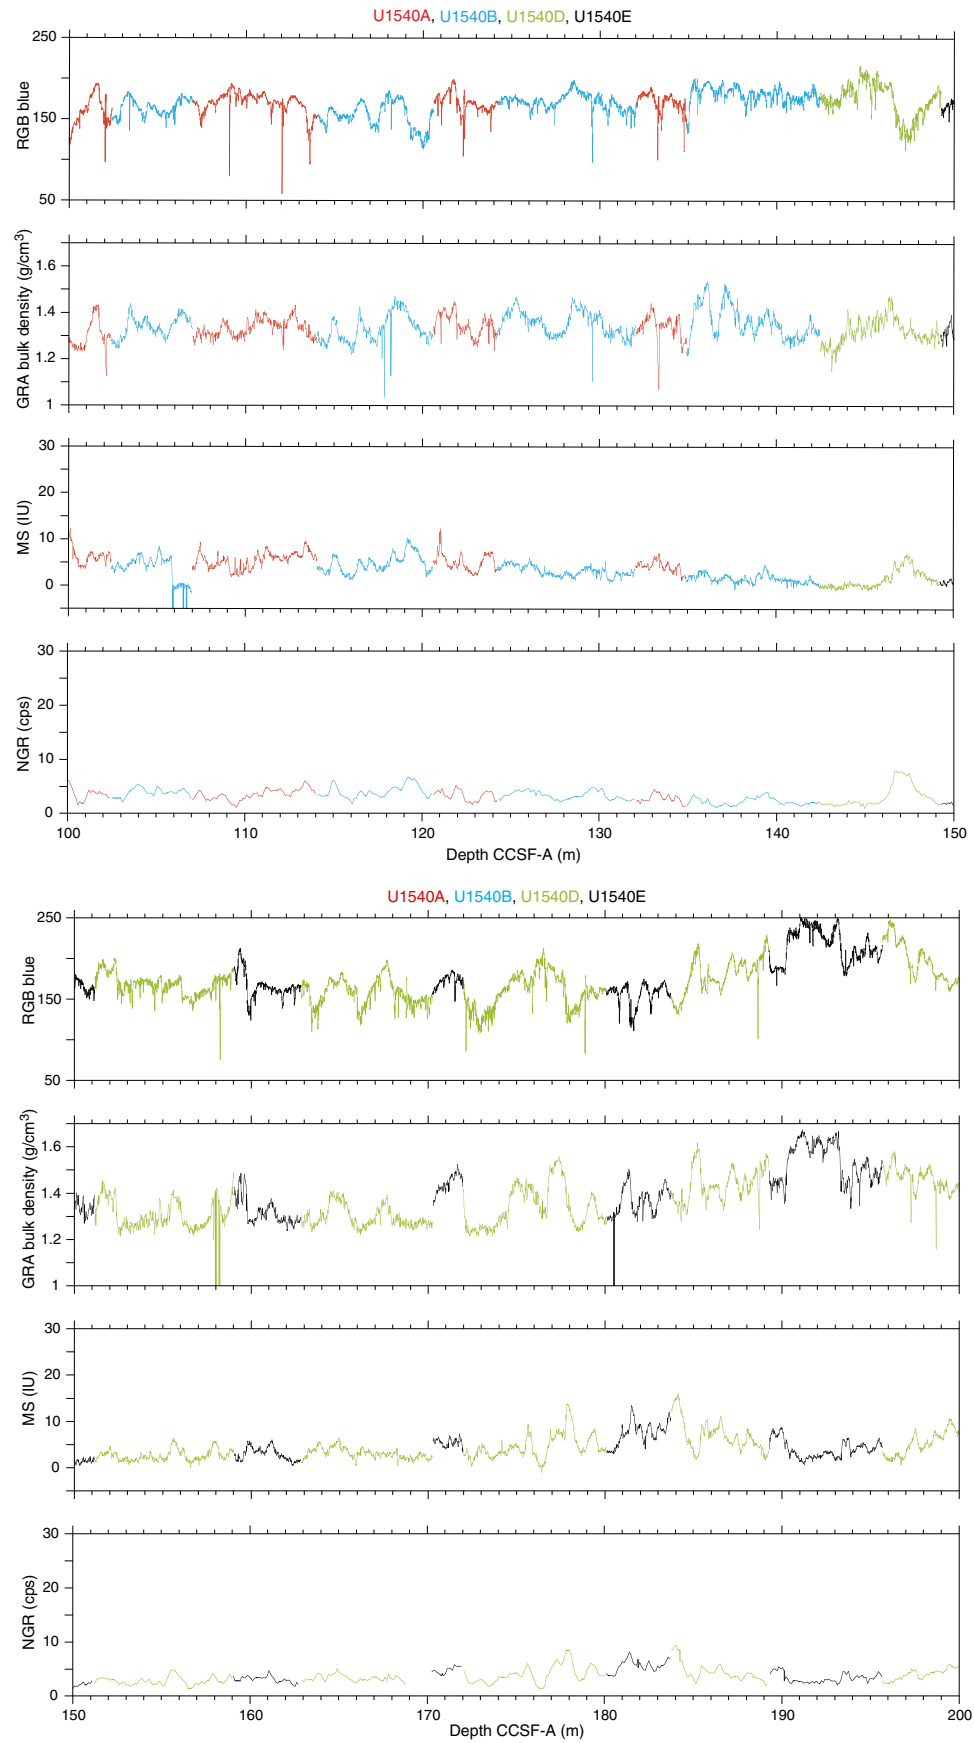 U1540A, U1540B, U1540D, U1540E
250
150
50
RGB blue
1.6
1.4
1.2
1
GRA bulk density (g/cm³)
30
20
10
0
MS (IU)
30
20
10
0
NGR (cps)
100 110 120 130 140 150
Depth CCSF-A (m)
U1540A, U1540B, U1540D, U1540E
250
150
50
RGB blue
1.6
1.4
1.2
1
GRA bulk density (g/cm³)
30
20
10
0
MS (IU)
30
20
10
0
NGR (cps)
150 160 170 180 190 200
Depth CCSF-A (m)